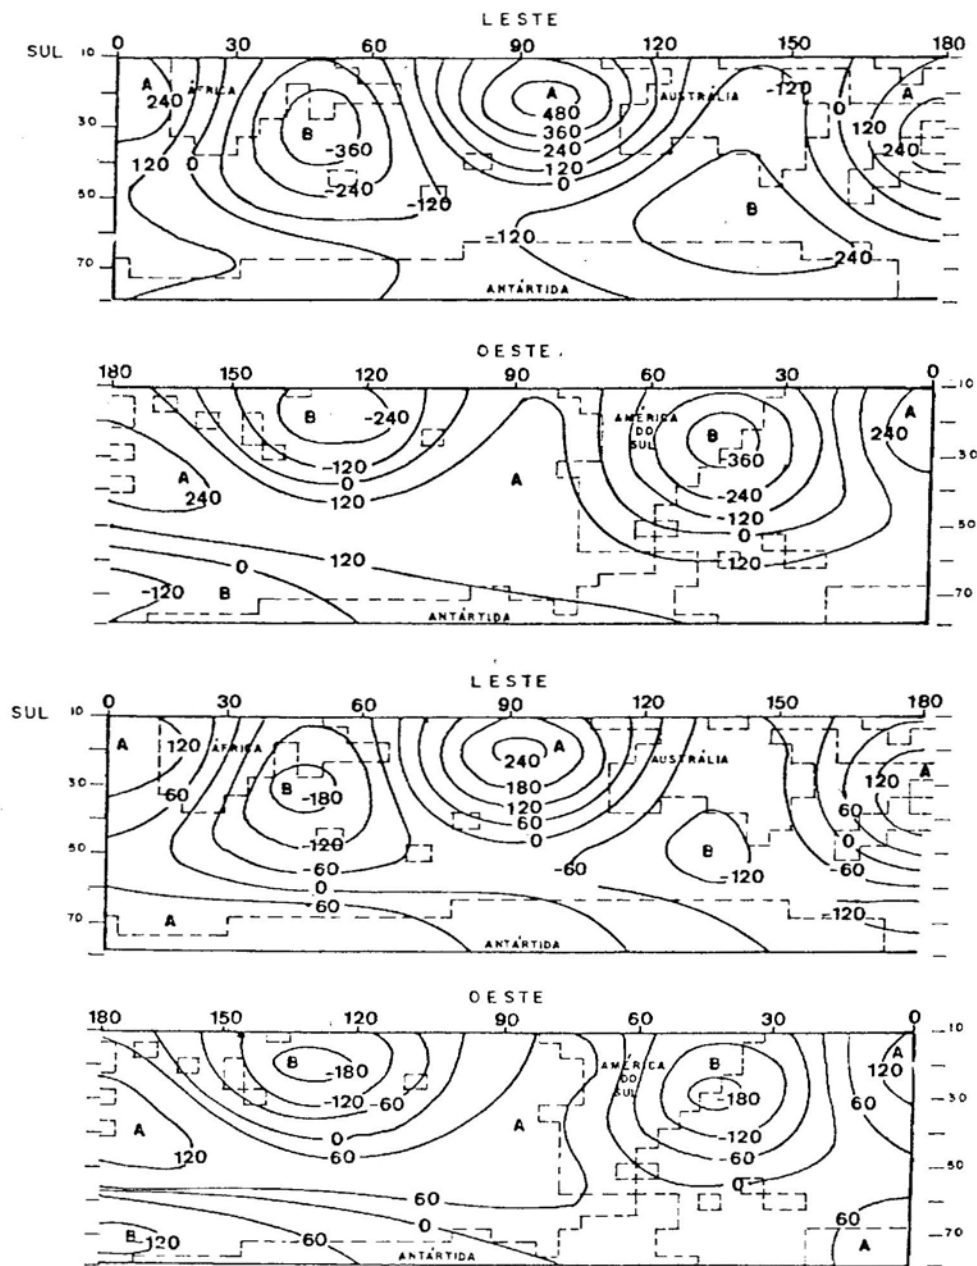 LESTE
SUL 10 0 30 60 90 120 150 180
A 240 ÁFRICA A 480 AUSTRÁLIA -120 A
30 B -360 360 0 120
120 0 240 240
50 -240 120
-120 0 B
-120
70 -240
ANTÁRTIDA
OESTE
180 150 120 90 60 30 0 10
B -240 AMÉRICA DO SUL B A
240
30
A -120 A -360
240 0 -240
120 -120
50
0
0 120 120
-120 B 70
ANTÁRTIDA
LESTE
SUL 10 0 30 60 90 120 150 180
A 120 ÁFRICA A AUSTRÁLIA A
240
30 B -180 180 120
60 120 60
-120 60 0
50 -60 0 B -60
0 -60 -120
60
70 A -120
ANTÁRTIDA
OESTE
180 150 120 90 60 30 0 10
B AMÉRICA DO SUL B A
-180 120
-120 -60 -180 60 30
A A
0 -120
120 60 -60
50
0
60 60
0
B 120 60 A 70
ANTÁRTIDA